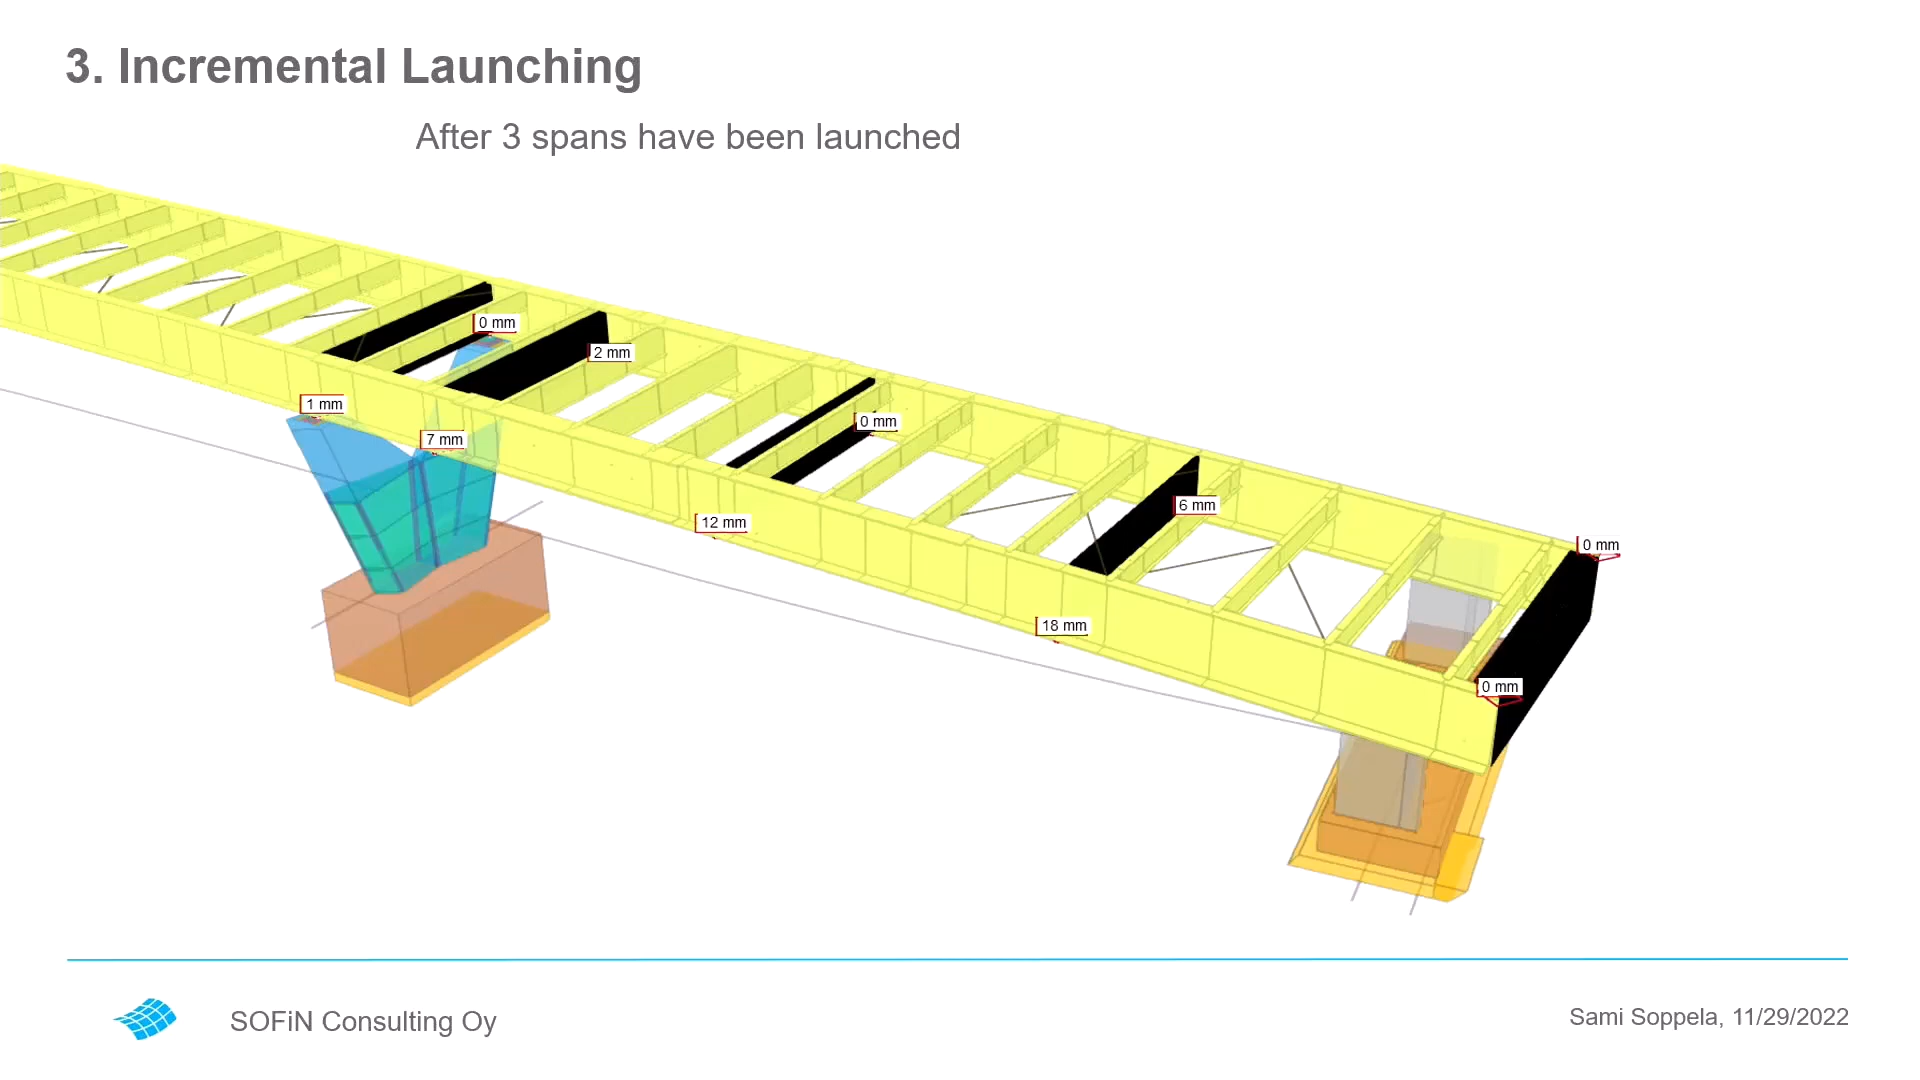 3. Incremental Launching
After 3 spans have been launched
0 mm
2 mm
1 mm
7 mm
0 mm
12 mm
6 mm
0 mm
18 mm
0 mm
SOFiN Consulting Oy
Sami Soppela, 11/29/2022